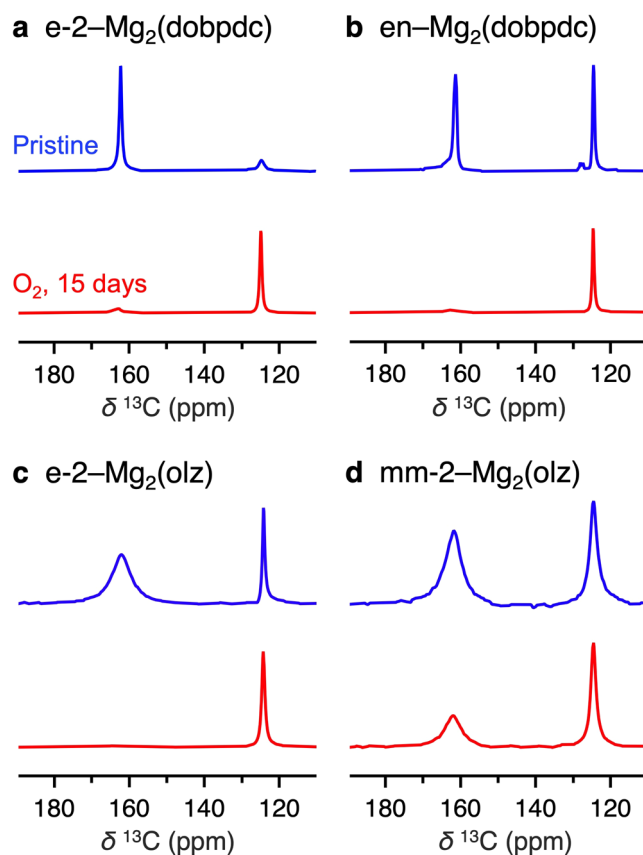 a e-2–Mg₂(dobpdc)
Pristine
O₂, 15 days
180 160 140 120
δ ¹³C (ppm)
b en–Mg₂(dobpdc)
180 160 140 120
δ ¹³C (ppm)
c e-2–Mg₂(olz)
180 160 140 120
δ ¹³C (ppm)
d mm-2–Mg₂(olz)
180 160 140 120
δ ¹³C (ppm)